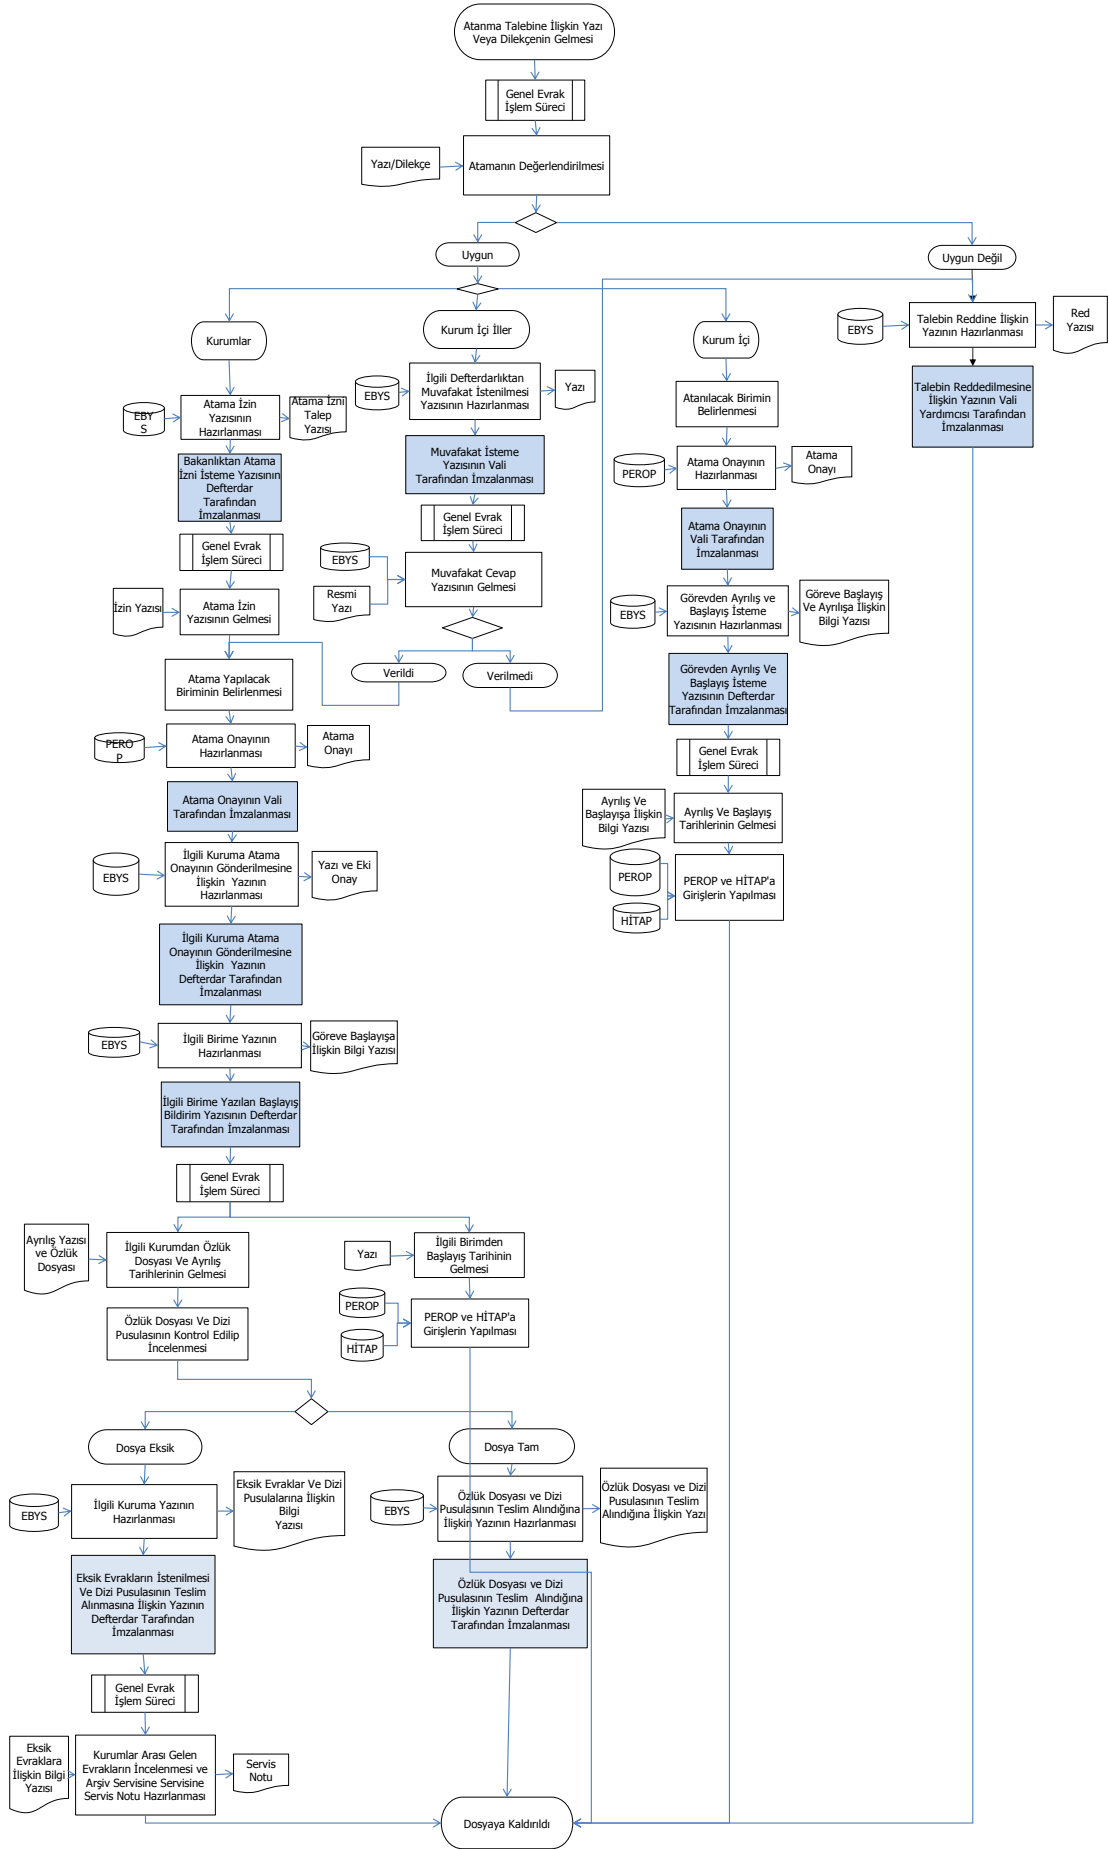 Atanma Talebine İlişkin Yazı
Veya Dilekçenin Gelmesi
Genel Evrak
İşlem Süreci
Yazı/Dilekçe
Atamanın Değerlendirilmesi
Uygun
Uygun Değil
Kurumlar
Kurum İçi İller
Kurum İçi
EBYS
Talebin Reddine İlişkin
Yazının Hazırlanması
Red
Yazısı
Talebin Reddedilmesine
İlişkin Yazının Vali
Yardımcısı Tarafından
İmzalanması
EBY
S
Atama İzin
Yazısının
Hazırlanması
Atama İzni
Talep
Yazısı
EBYS
İlgili Defterdarlıktan
Muvafakat İstenilmesi
Yazısının Hazırlanması
Yazı
Atanılacak Birimin
Belirlenmesi
Bakanlıktan Atama
İzni İsteme Yazısının
Defterdar
Tarafından
İmzalanması
Muvafakat İsteme
Yazısının Vali
Tarafından İmzalanması
PEROP
Atama Onayının
Hazırlanması
Atama
Onayı
Genel Evrak
İşlem Süreci
Genel Evrak
İşlem Süreci
Atama Onayının
Vali Tarafından
İmzalanması
EBYS
Resmi
Yazı
Muvafakat Cevap
Yazısının Gelmesi
İzin Yazısı
Atama İzin
Yazısının Gelmesi
EBYS
Görevden Ayrılış ve
Başlayış İsteme
Yazısının Hazırlanması
Göreve Başlayış
Ve Ayrılışa İlişkin
Bilgi Yazısı
Verildi
Verilmedi
Atama Yapılacak
Biriminin Belirlenmesi
Görevden Ayrılış Ve
Başlayış İsteme
Yazısının Defterdar
Tarafından İmzalanması
PERO
P
Atama Onayının
Hazırlanması
Atama
Onayı
Genel Evrak
İşlem Süreci
Atama Onayının Vali
Tarafından İmzalanması
Ayrılış Ve
Başlayışa İlişkin
Bilgi Yazısı
Ayrılış Ve Başlayış
Tarihlerinin Gelmesi
EBYS
İlgili Kuruma Atama
Onayının Gönderilmesine
İlişkin Yazının
Hazırlanması
Yazı ve Eki
Onay
PEROP
HİTAP
PEROP ve HİTAP'a
Girişlerin Yapılması
İlgili Kuruma Atama
Onayının Gönderilmesine
İlişkin Yazının
Defterdar Tarafından
İmzalanması
EBYS
İlgili Birime Yazının
Hazırlanması
Göreve Başlayışa
İlişkin Bilgi Yazısı
İlgili Birime Yazılan Başlayış
Bildirim Yazısının Defterdar
Tarafından İmzalanması
Genel Evrak
İşlem Süreci
Ayrılış Yazısı
ve Özlük
Dosyası
İlgili Kurumdan Özlük
Dosyası Ve Ayrılış
Tarihlerinin Gelmesi
Yazı
İlgili Birimden
Başlayış Tarihinin
Gelmesi
Özlük Dosyası Ve Dizi
Pusulasının Kontrol Edilip
İncelenmesi
PEROP
HİTAP
PEROP ve HİTAP'a
Girişlerin Yapılması
Dosya Eksik
Dosya Tam
EBYS
İlgili Kuruma Yazının
Hazırlanması
Eksik Evraklar Ve Dizi
Pusulalarına İlişkin
Bilgi
Yazısı
EBYS
Özlük Dosyası ve Dizi
Pusulasının Teslim Alındığına
İlişkin Yazının Hazırlanması
Özlük Dosyası ve Dizi
Pusulasının Teslim
Alındığına İlişkin Yazı
Eksik Evrakların İstenilmesi
Ve Dizi Pusulasının Teslim
Alınmasına İlişkin Yazının
Defterdar Tarafından
İmzalanması
Özlük Dosyası ve Dizi
Pusulasının Teslim Alındığına
İlişkin Yazının Defterdar
Tarafından İmzalanması
Genel Evrak
İşlem Süreci
Eksik
Evraklara
İlişkin Bilgi
Yazısı
Kurumlar Arası Gelen
Evrakların İncelenmesi ve
Arşiv Servisine Servisine
Servis Notu Hazırlanması
Servis
Notu
Dosyaya Kaldırıldı